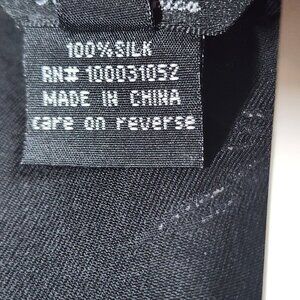 100%SILK
RN# 100031052
MADE IN CHINA
care on reverse